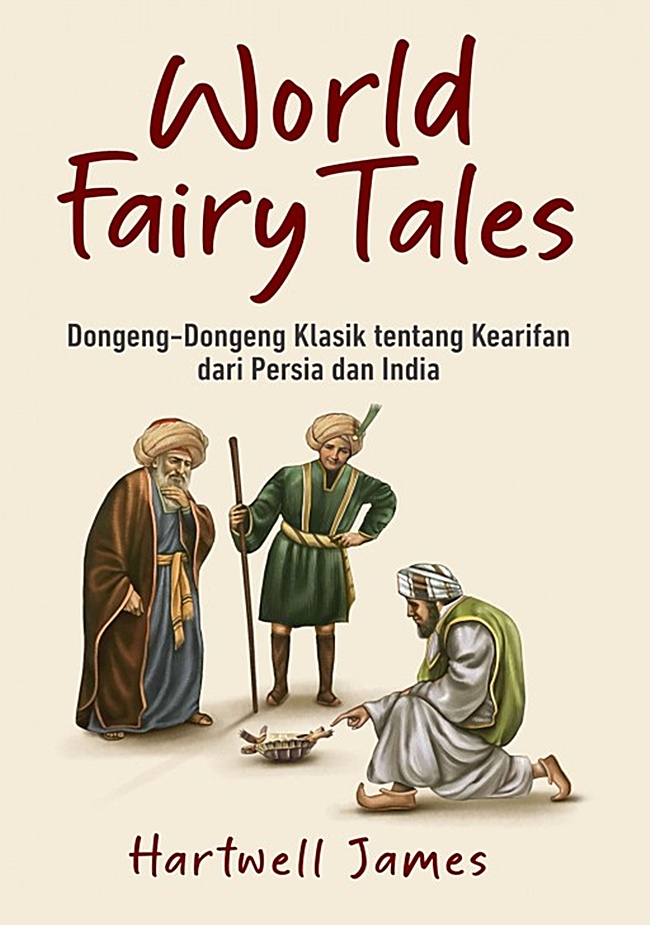 World
Fairy Tales
Dongeng-Dongeng Klasik tentang Kearifan
dari Persia dan India
Hartwell James